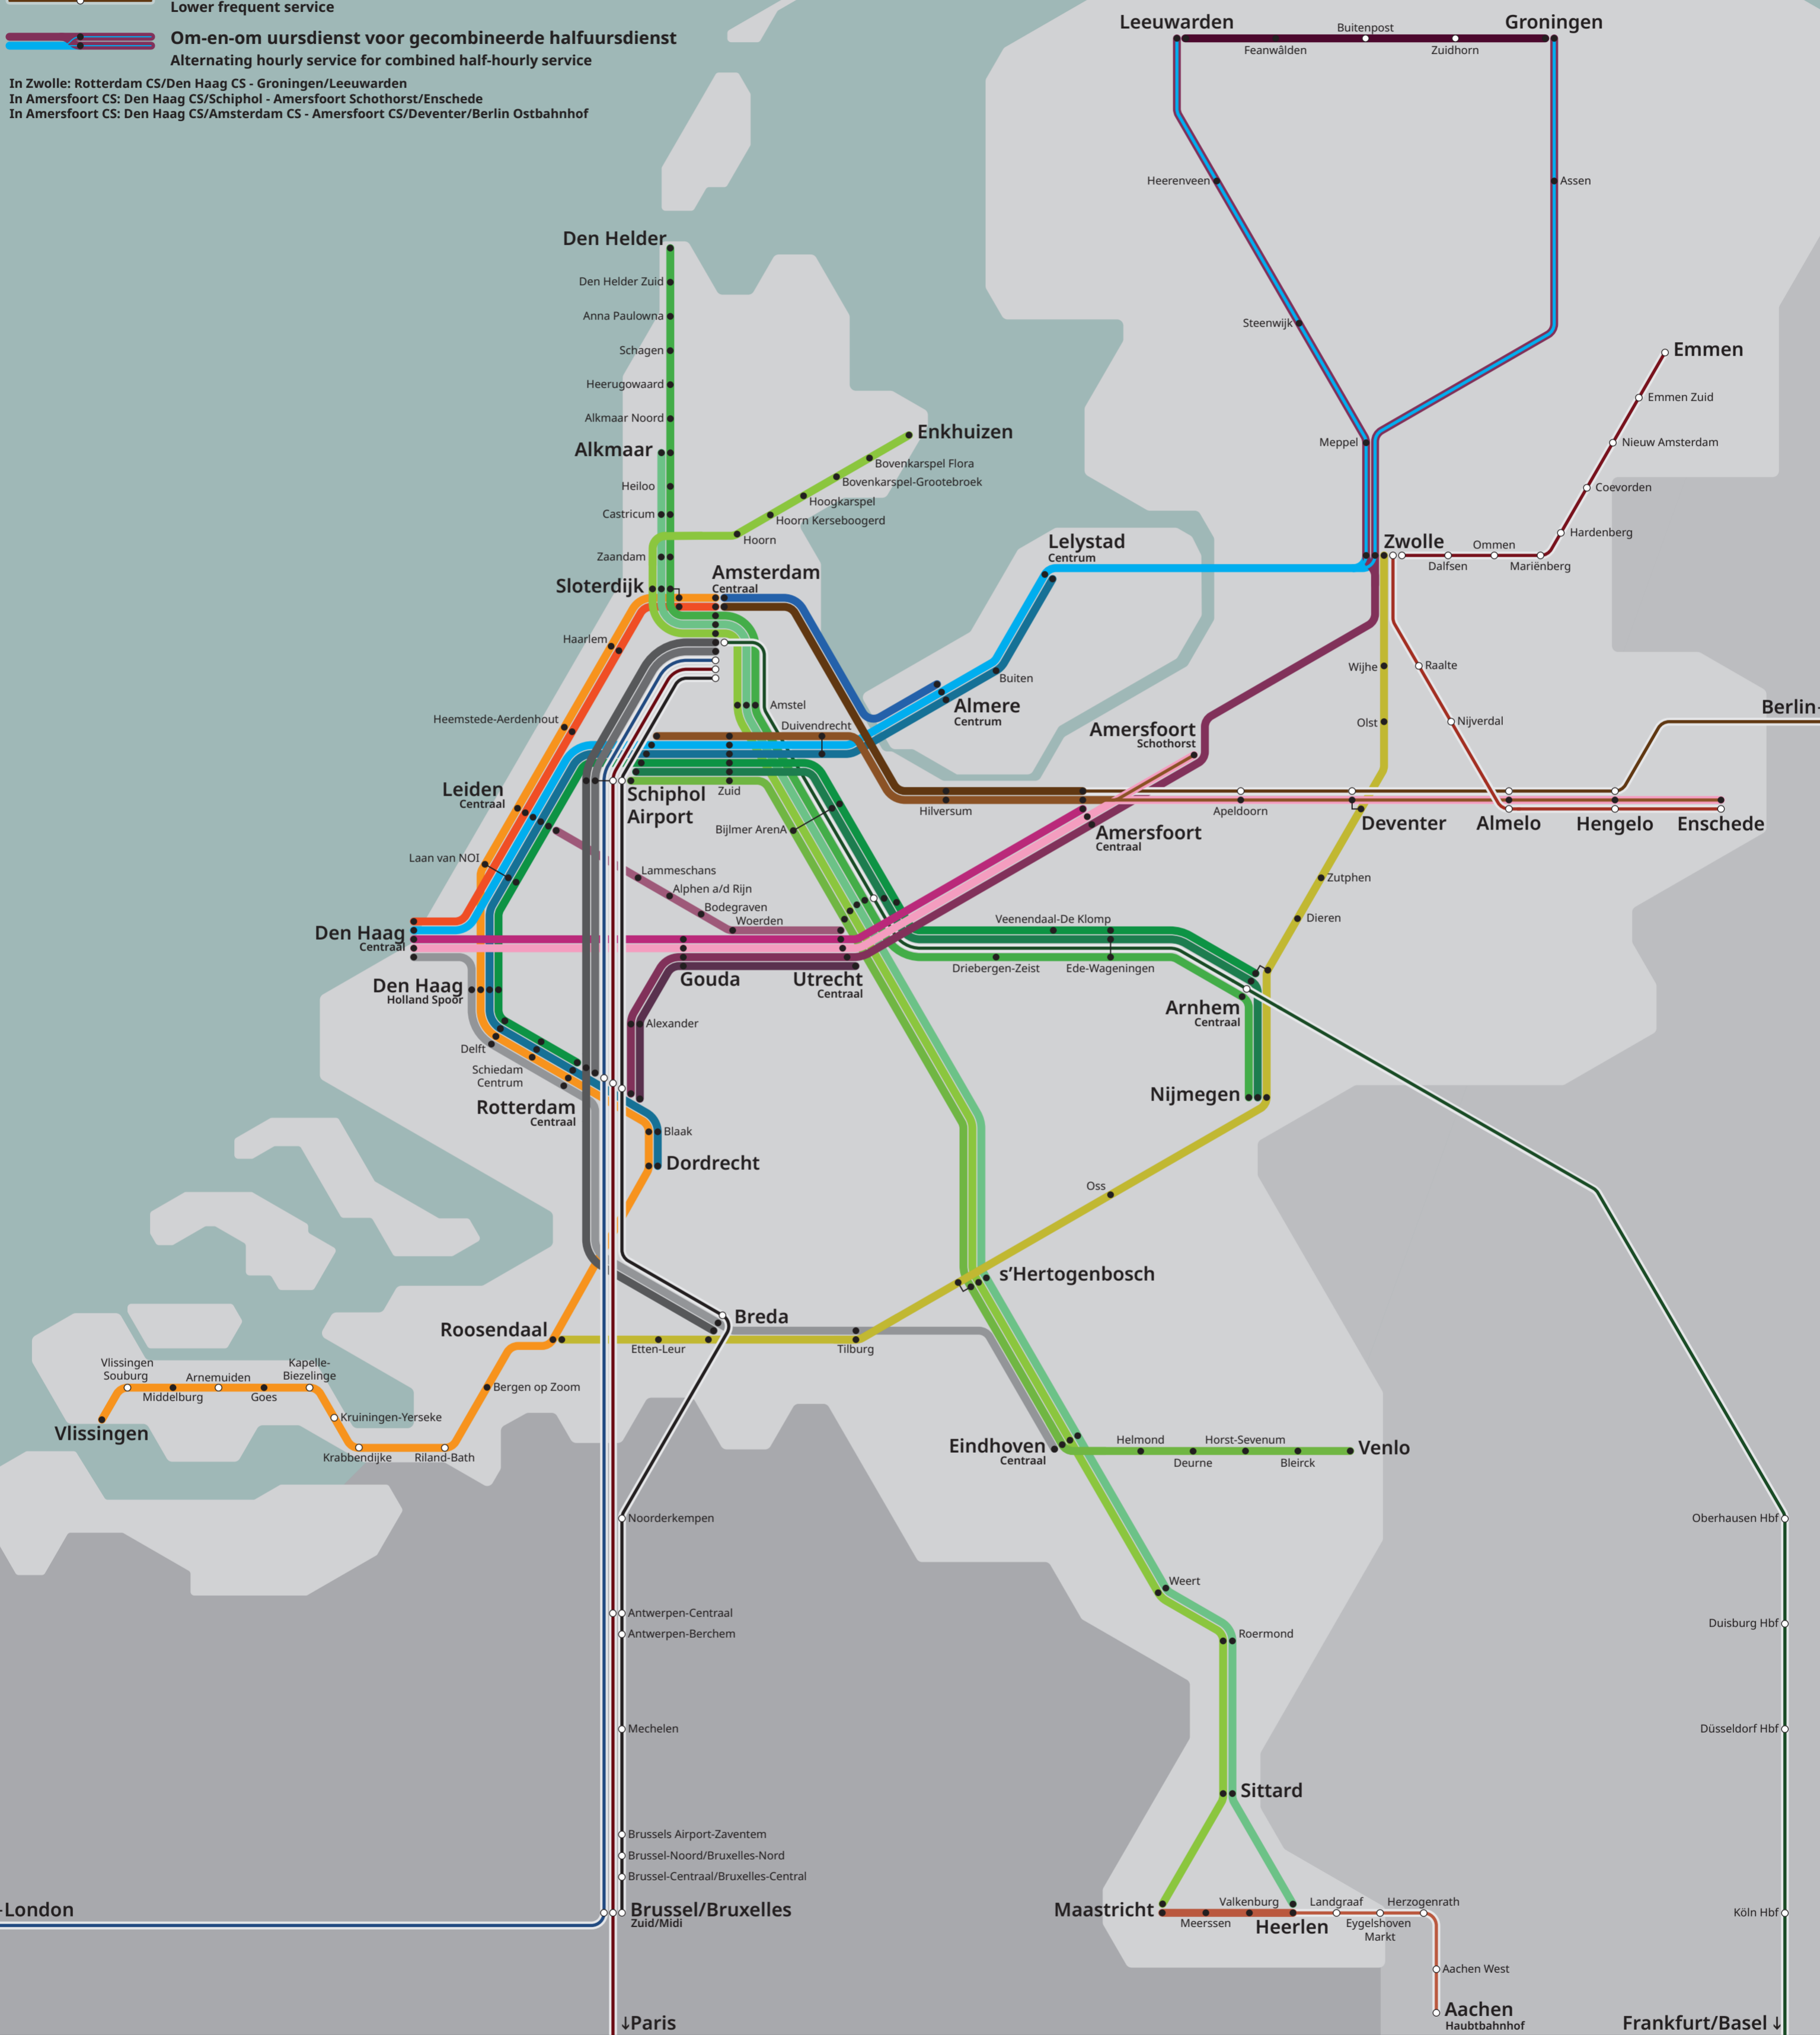 Lower frequent service
Om-en-om uursdienst voor gecombineerde halfuursdienst
Alternating hourly service for combined half-hourly service
In Zwolle: Rotterdam CS/Den Haag CS - Groningen/Leeuwarden
In Amersfoort CS: Den Haag CS/Schiphol - Amersfoort Schothorst/Enschede
In Amersfoort CS: Den Haag CS/Amsterdam CS - Amersfoort CS/Deventer/Berlin Ostbahnhof
Leeuwarden
Buitenpost
Groningen
Feanwâlden
Zuidhorn
Heerenveen
Assen
Steenwijk
Meppel
Den Helder
Den Helder Zuid
Anna Paulowna
Schagen
Heerugowaard
Alkmaar Noord
Alkmaar
Heiloo
Castricum
Zaandam
Sloterdijk
Enkhuizen
Bovenkarspel Flora
Bovenkarspel-Grootebroek
Hoogkarspel
Hoorn Kerseboogerd
Hoorn
Emmen
Emmen Zuid
Nieuw Amsterdam
Coevorden
Hardenberg
Zwolle
Ommen
Dalfsen
Mariënberg
Lelystad
Centrum
Amsterdam
Centraal
Haarlem
Buiten
Wijhe
Raalte
Heemstede-Aerdenhout
Amstel
Almere
Centrum
Duivendrecht
Olst
Nijverdal
Berlin
Amersfoort
Schothorst
Leiden
Centraal
Schiphol
Airport
Zuid
Hilversum
Apeldoorn
Bijlmer ArenA
Amersfoort
Centraal
Deventer
Almelo
Hengelo
Enschede
Laan van NOI
Lammeschans
Alphen a/d Rijn
Bodegraven
Woerden
Zutphen
Dieren
Den Haag
Centraal
Veenendaal-De Klomp
Driebergen-Zeist
Ede-Wageningen
Den Haag
Holland Spoor
Gouda
Utrecht
Centraal
Arnhem
Centraal
Alexander
Delft
Schiedam
Centrum
Rotterdam
Centraal
Nijmegen
Blaak
Dordrecht
Oss
s’Hertogenbosch
Breda
Roosendaal
Etten-Leur
Tilburg
Vlissingen
Souburg
Arnemuiden
Kapelle-
Biezelinge
Middelburg
Goes
Bergen op Zoom
Kruiningen-Yerseke
Vlissingen
Krabbendijke
Riland-Bath
Eindhoven
Centraal
Helmond
Horst-Sevenum
Deurne
Bleirck
Venlo
Noorderkempen
Oberhausen Hbf
Weert
Antwerpen-Centraal
Antwerpen-Berchem
Roermond
Duisburg Hbf
Mechelen
Düsseldorf Hbf
Sittard
Brussels Airport-Zaventem
Brussel-Noord/Bruxelles-Nord
Brussel-Centraal/Bruxelles-Central
London
Brussel/Bruxelles
Zuid/Midi
Maastricht
Valkenburg
Landgraaf
Herzogenrath
Meerssen
Heerlen
Eygelshoven
Markt
Köln Hbf
Aachen West
Aachen
Haubtbahnhof
↓Paris
Frankfurt/Basel ↓